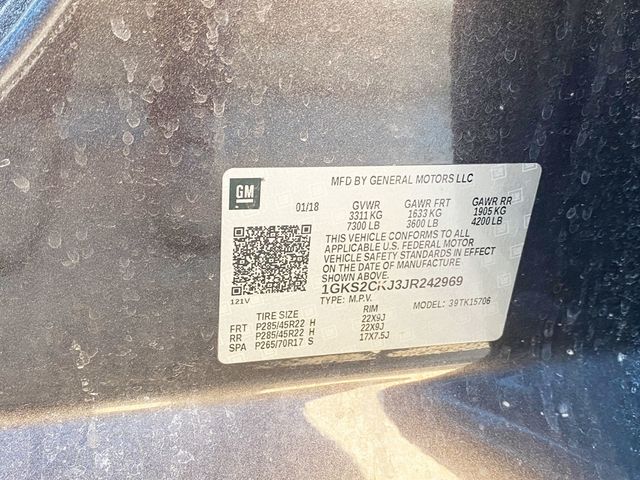 GM
MFD BY GENERAL MOTORS LLC
01/18 GVWR GAWR FRT GAWR RR
3311 KG 1633 KG 1905 KG
7300 LB 3600 LB 4200 LB
THIS VEHICLE CONFORMS TO ALL
APPLICABLE U.S. FEDERAL MOTOR
VEHICLE SAFETY STANDARDS IN EFFECT
ON THE DATE OF MANUFACTURE
SHOWN ABOVE.
1GKS2CKJ3JR242969
121V TYPE: M.P.V. MODEL: 39TK15706
TIRE SIZE RIM
FRT P285/45R22 H 22X9J
RR P285/45R22 H 22X9J
SPA P265/70R17 S 17X7.5J